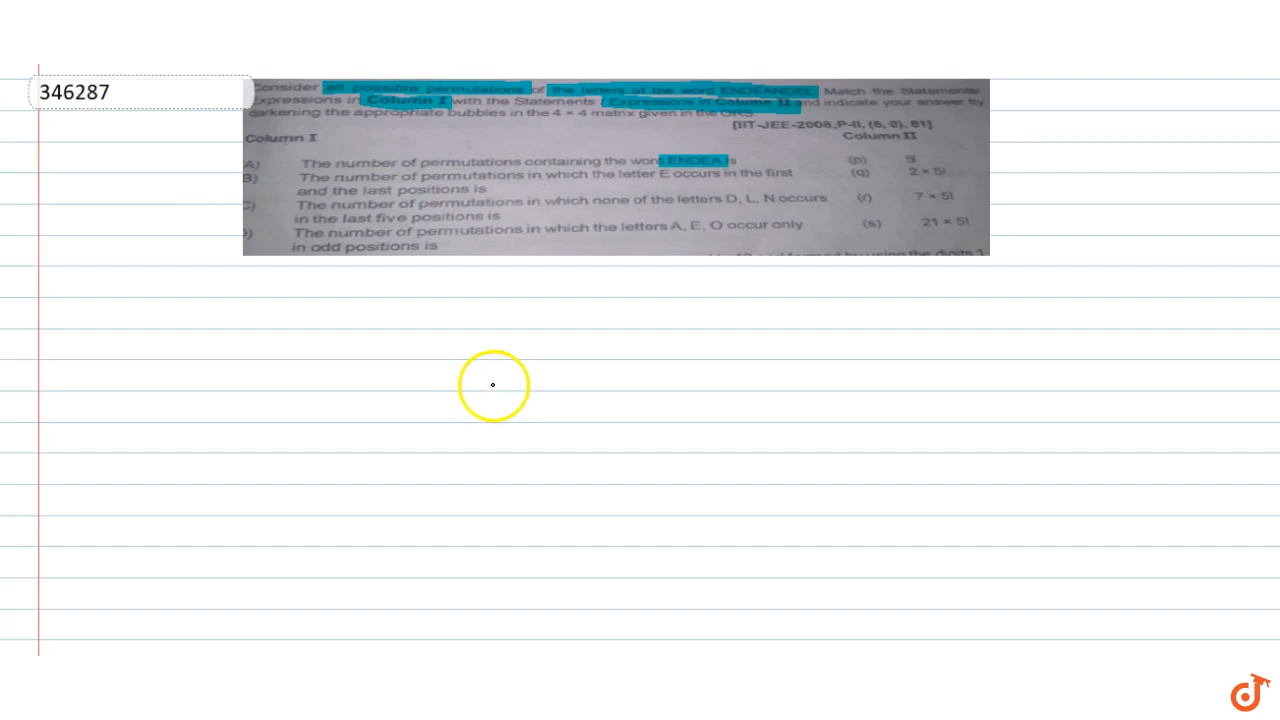 346287
Consider all possible permutations of the letters of the word ENDEANOEL. Match the Statements/
Expressions in Column I with the Statements / Expressions in Column II and indicate your answer by
darkening the appropriate bubbles in the 4 × 4 matrix given in the ORS.
[IIT-JEE-2008, P-II, (6, 0), 81]
Column I Column II
A) The number of permutations containing the word ENDEA is (p) 5!
B) The number of permutations in which the letter E occurs in the first (q) 2 × 5!
and the last positions is
C) The number of permutations in which none of the letters D, L, N occurs (r) 7 × 5!
in the last five positions is
) The number of permutations in which the letters A, E, O occur only (s) 21 × 5!
in odd positions is
formed by using the digits 1